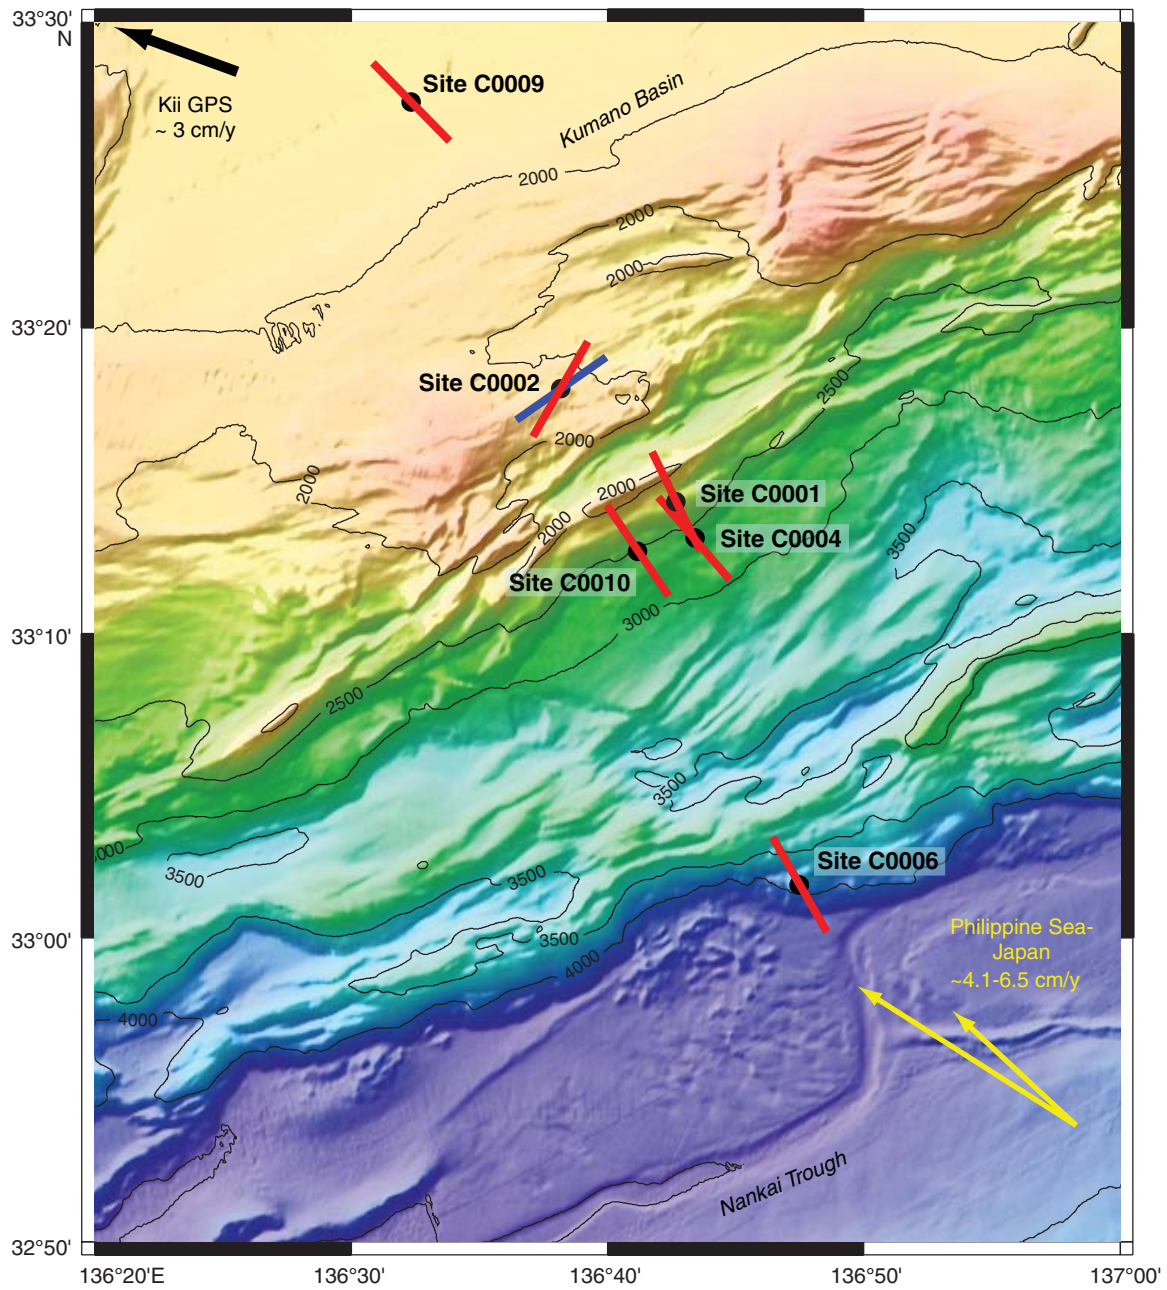 33°30'
N
Kii GPS
~ 3 cm/y
Site C0009
Kumano Basin
2000
2000
2000
33°20'
2500
Site C0002
2000
2000
2000
Site C0001
2000
3500
Site C0004
Site C0010
3000
33°10'
2500
3500
3500
3500
Site C0006
33°00'
3500
4000
Philippine Sea-
Japan
~4.1-6.5 cm/y
4000
Nankai Trough
32°50'
136°20'E
136°30'
136°40'
136°50'
137°00'